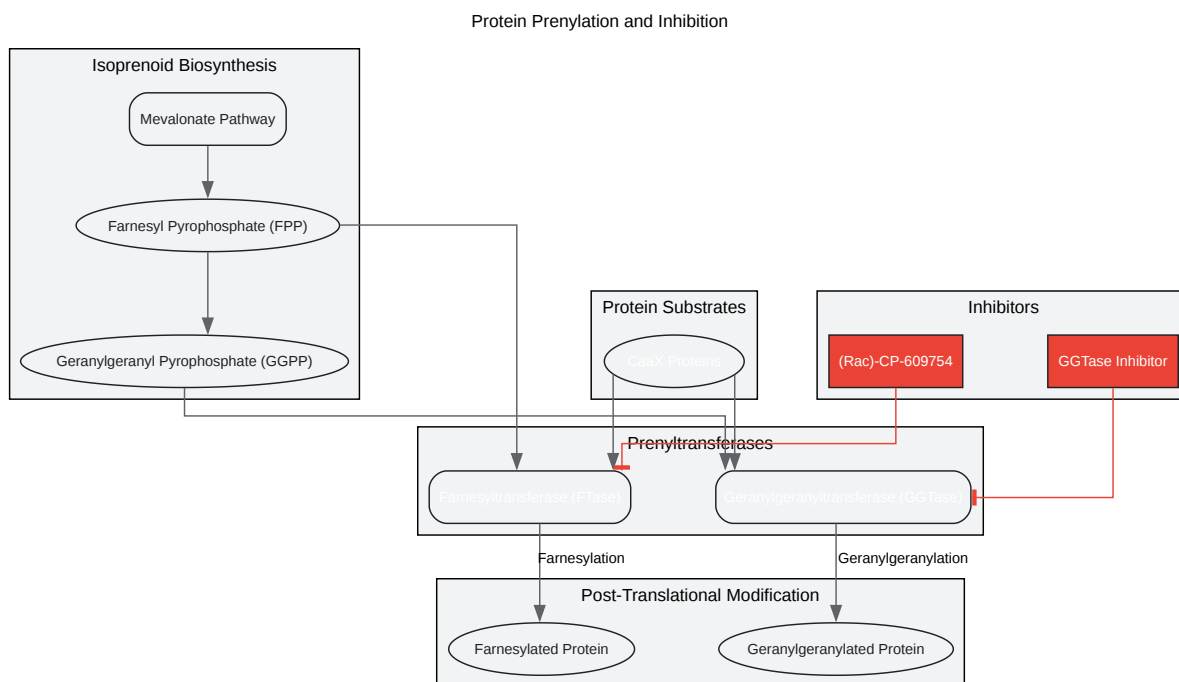 Protein Prenylation and Inhibition
Isoprenoid Biosynthesis
Mevalonate Pathway
Farnesyl Pyrophosphate (FPP)
Geranylgeranyl Pyrophosphate (GGPP)
Protein Substrates
CaaX Proteins
Inhibitors
(Rac)-CP-609754
GGTase Inhibitor
Prenyltransferases
Farnesyltransferase (FTase)
Geranylgeranyltransferase (GGTase)
Farnesylation
Geranylgeranylation
Post-Translational Modification
Farnesylated Protein
Geranylgeranylated Protein